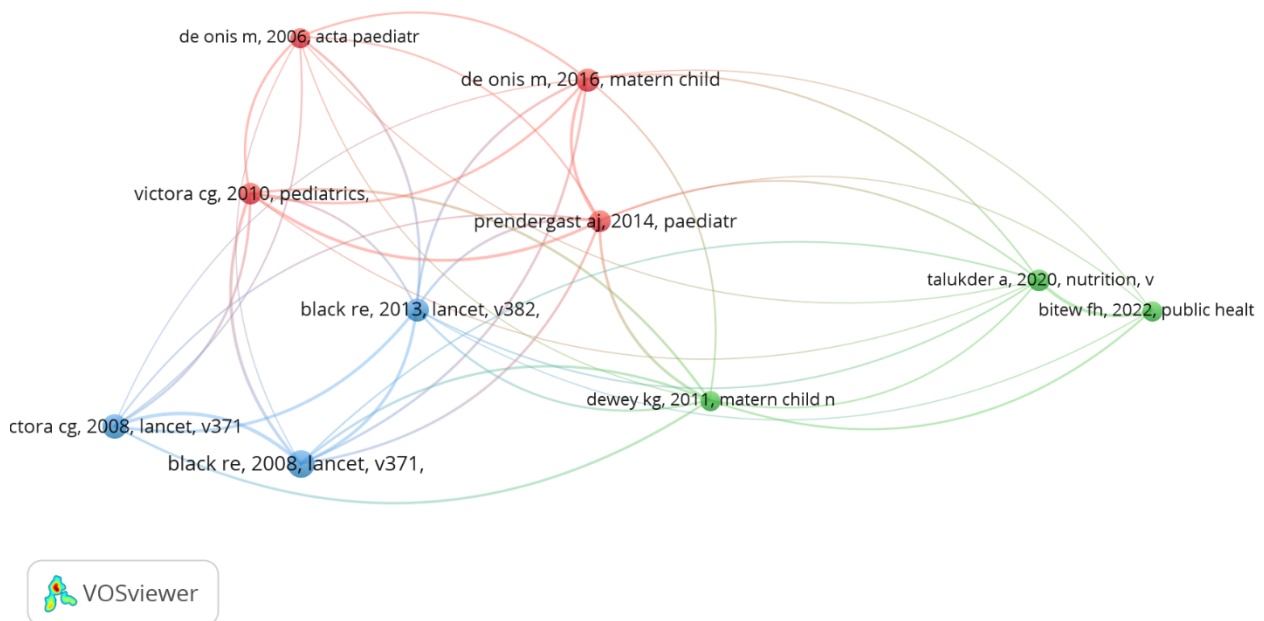 de onis m, 2006, acta paediatr
de onis m, 2016, matern child
victora cg, 2010, pediatrics,
prendergast aj, 2014, paediatr
talukder a, 2020, nutrition, v
black re, 2013, lancet, v382,
bitew fh, 2022, public healt
dewey kg, 2011, matern child n
ctora cg, 2008, lancet, v371
black re, 2008, lancet, v371,
VOSviewer